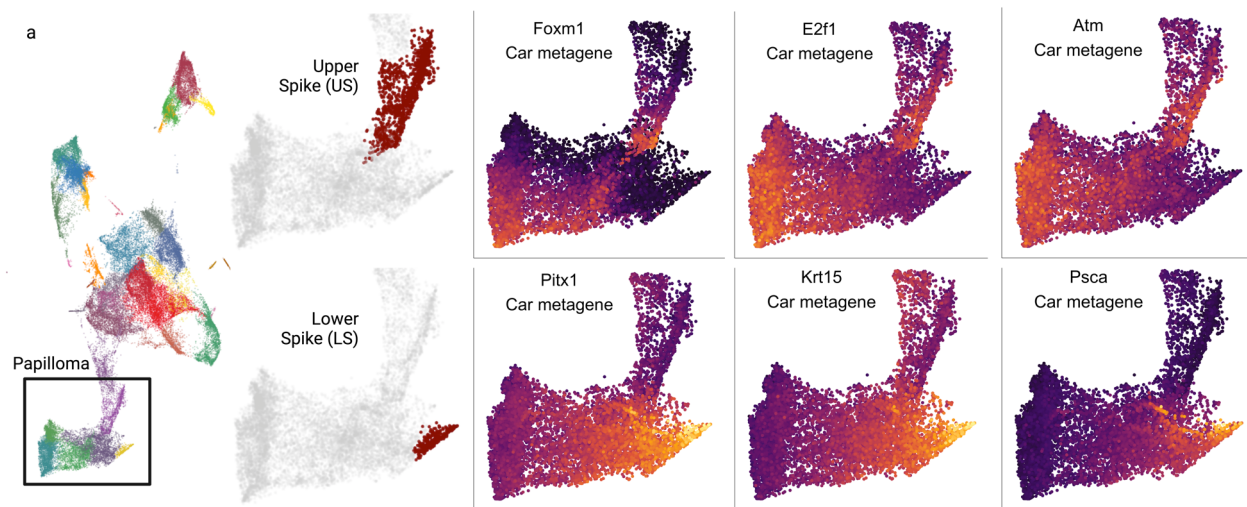 a
Upper
Spike (US)
Foxm1
Car metagene
E2f1
Car metagene
Atm
Car metagene
Lower
Spike (LS)
Papilloma
Pitx1
Car metagene
Krt15
Car metagene
Psca
Car metagene